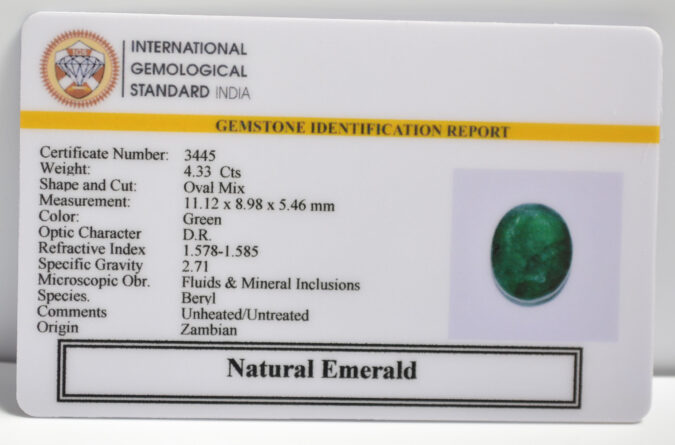 INTERNATIONAL
GEMOLOGICAL
STANDARD INDIA
GEMSTONE IDENTIFICATION REPORT
Certificate Number: 3445
Weight: 4.33 Cts
Shape and Cut: Oval Mix
Measurement: 11.12 x 8.98 x 5.46 mm
Color: Green
Optic Character D.R.
Refractive Index 1.578-1.585
Specific Gravity 2.71
Microscopic Obr. Fluids & Mineral Inclusions
Species. Beryl
Comments Unheated/Untreated
Origin Zambian
Natural Emerald